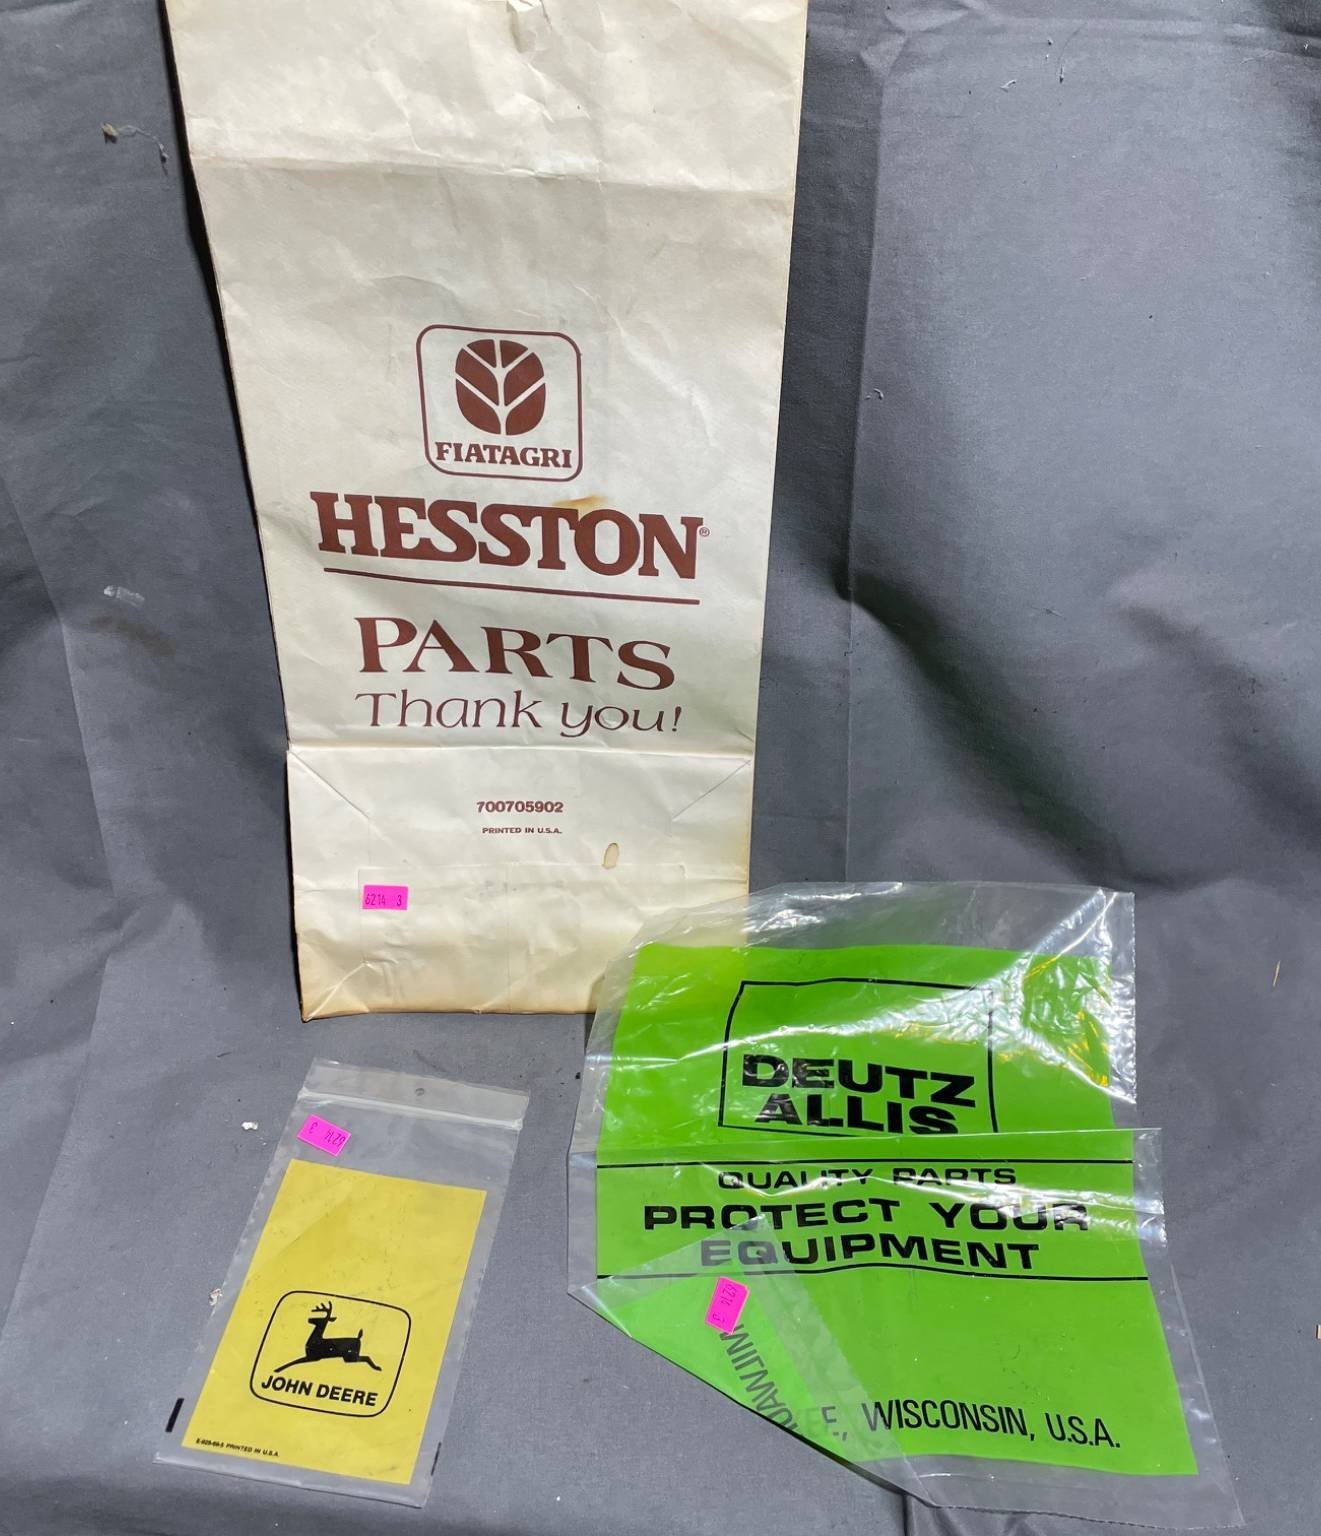 FIATAGRI
HESSTON®
PARTS
Thank you!
700705902
PRINTED IN U.S.A.
6214 3
DEUTZ
ALLIS
QUALITY PARTS
PROTECT YOUR
EQUIPMENT
6214 3
MILWAUKEE, WISCONSIN, U.S.A.
6214 3
JOHN DEERE
PRINTED IN U.S.A.